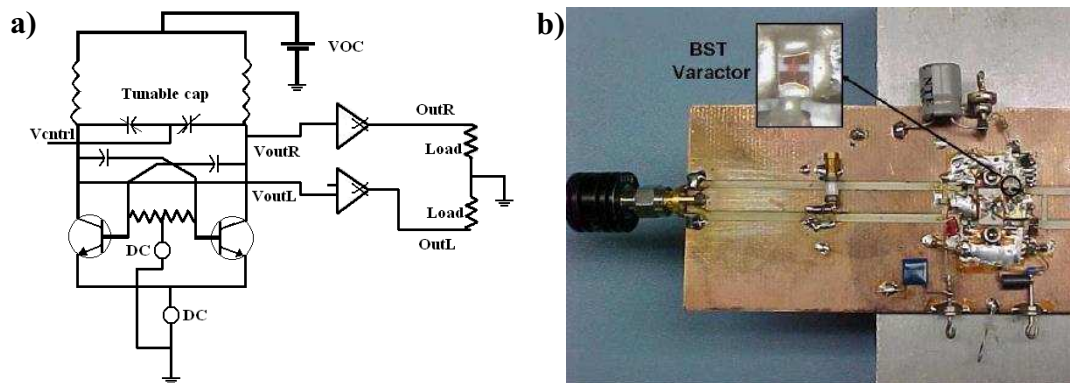 a)
VOC
Tunable cap
Vcntrl
VoutR
OutR
Load
VoutL
Load
OutL
DC
DC
b)
BST
Varactor